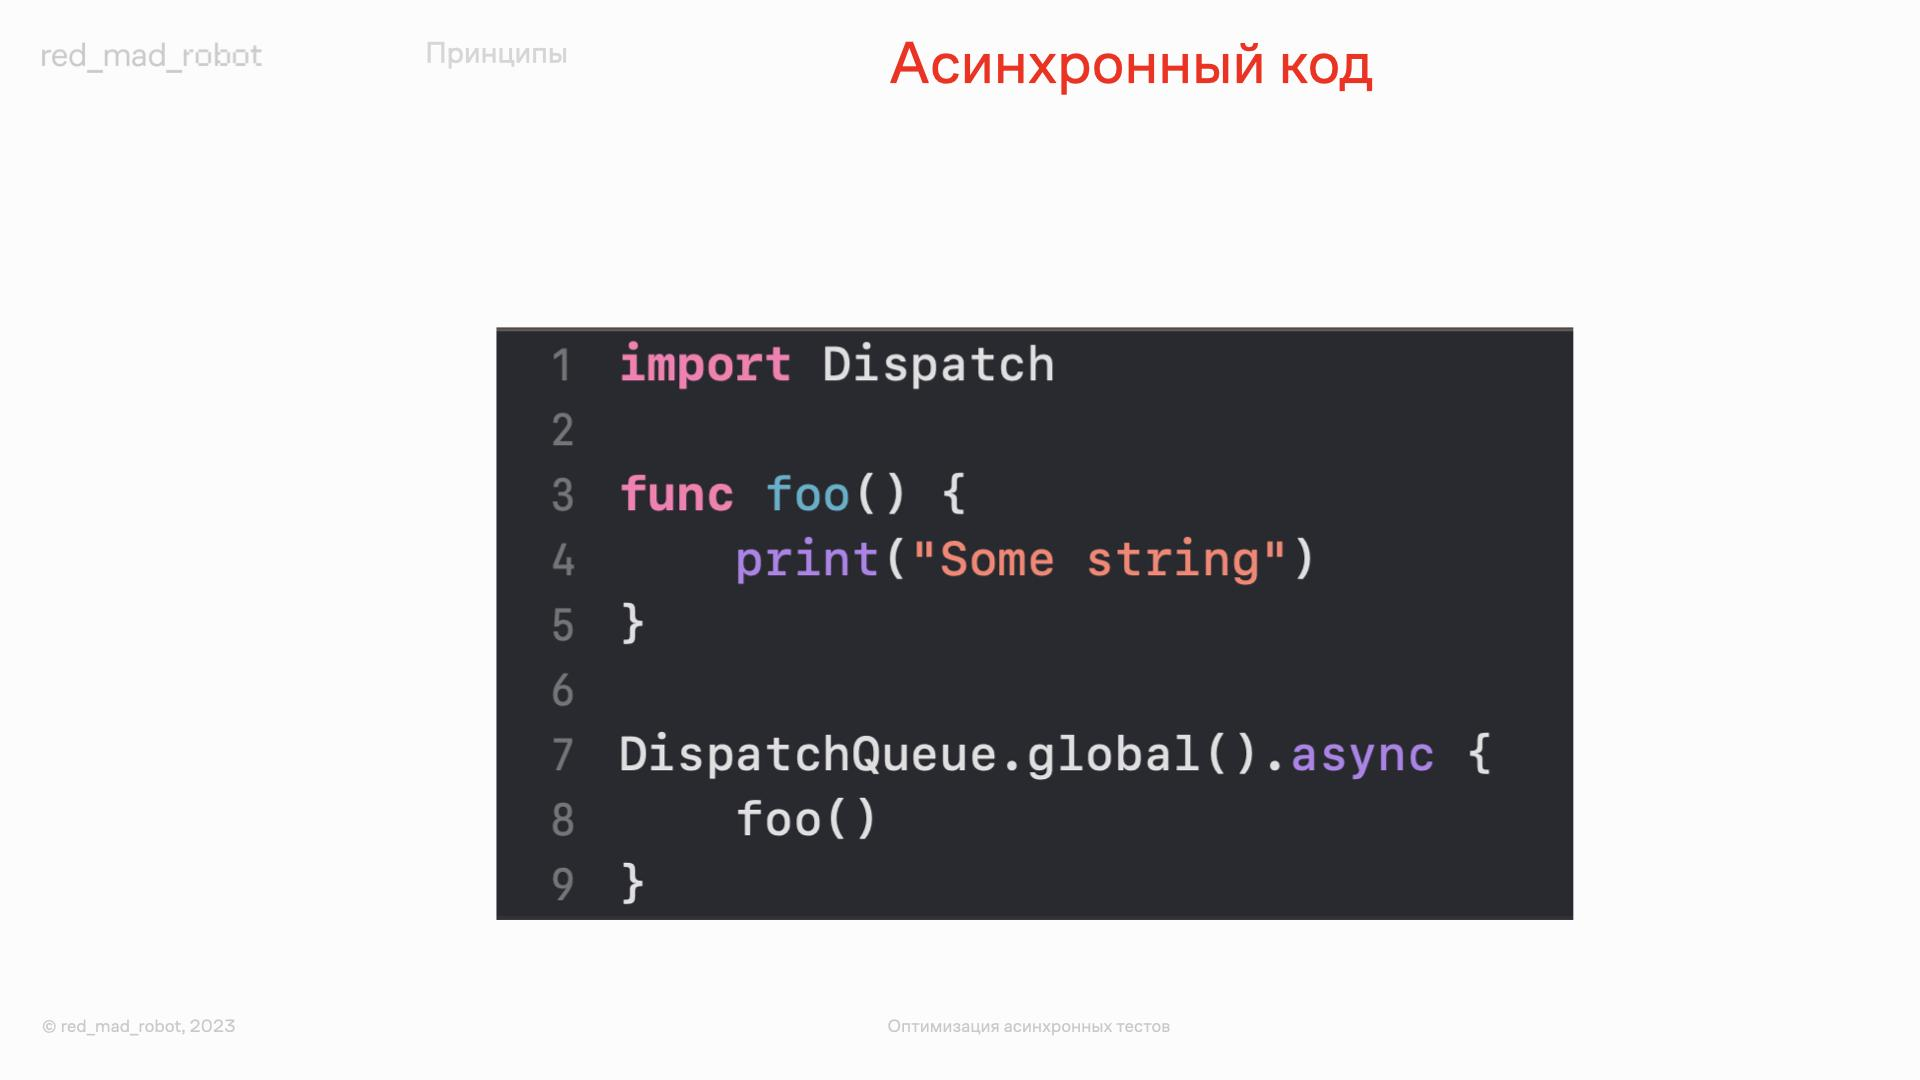 red_mad_robot
Принципы
Асинхронный код
1 import Dispatch
2
3 func foo() {
4     print("Some string")
5 }
6
7 DispatchQueue.global().async {
8     foo()
9 }
© red_mad_robot, 2023
Оптимизация асинхронных тестов